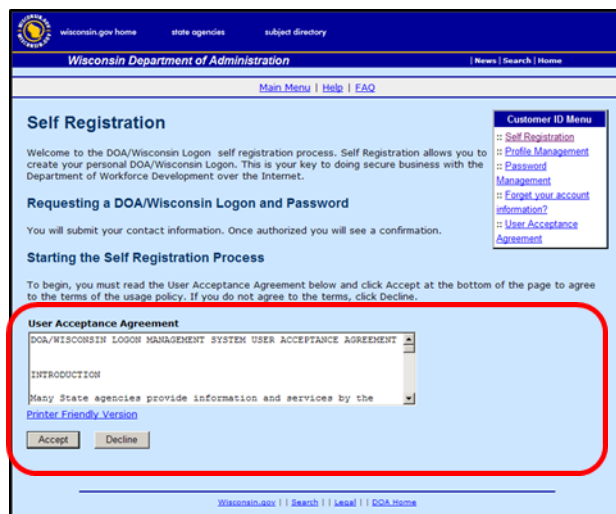 WISCONSIN.GOV
wisconsin.gov home state agencies subject directory
Wisconsin Department of Administration | News | Search | Home
Main Menu | Help | FAQ
Self Registration
Welcome to the DOA/Wisconsin Logon self registration process. Self Registration allows you to
create your personal DOA/Wisconsin Logon. This is your key to doing secure business with the
Department of Workforce Development over the Internet.
Requesting a DOA/Wisconsin Logon and Password
You will submit your contact information. Once authorized you will see a confirmation.
Starting the Self Registration Process
To begin, you must read the User Acceptance Agreement below and click Accept at the bottom of the page to agree
to the terms of the usage policy. If you do not agree to the terms, click Decline.
Customer ID Menu
:: Self Registration
:: Profile Management
:: Password
Management
:: Forget your account
information?
:: User Acceptance
Agreement
User Acceptance Agreement
DOA/WISCONSIN LOGON MANAGEMENT SYSTEM USER ACCEPTANCE AGREEMENT
INTRODUCTION
Many State agencies provide information and services by the
Printer Friendly Version
Accept Decline
Wisconsin.gov | | Search | | Legal | | DOA Home